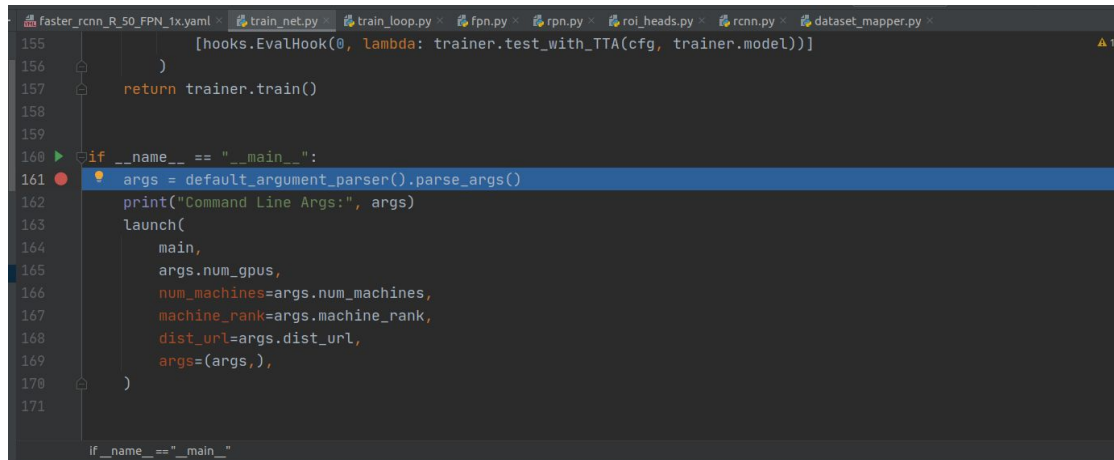 faster_rcnn_R_50_FPN_1x.yaml train_net.py train_loop.py fpn.py rpn.py roi_heads.py rcnn.py dataset_mapper.py
155 [hooks.EvalHook(0, lambda: trainer.test_with_TTA(cfg, trainer.model))]
156 )
157 return trainer.train()
158
159
160 if __name__ == "__main__":
161 args = default_argument_parser().parse_args()
162 print("Command Line Args:", args)
163 launch(
164 main,
165 args.num_gpus,
166 num_machines=args.num_machines,
167 machine_rank=args.machine_rank,
168 dist_url=args.dist_url,
169 args=(args,),
170 )
171
if __name__ == "__main__"